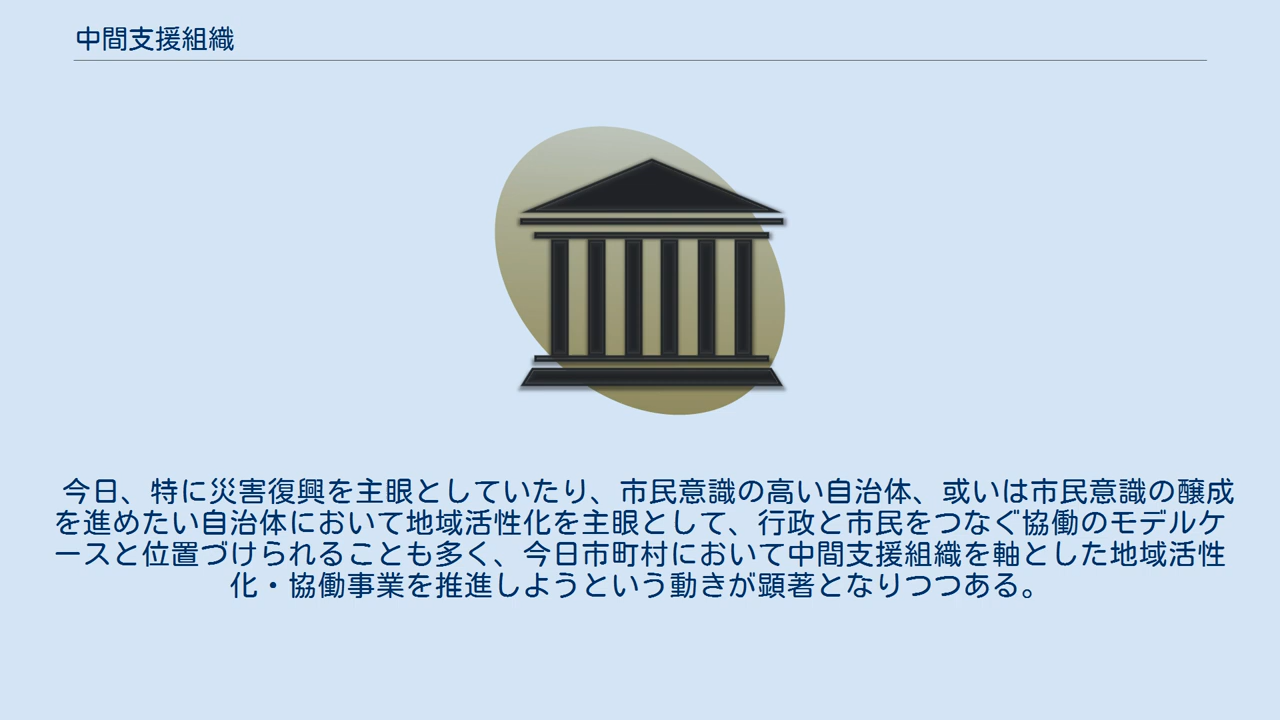 中間支援組織
今日、特に災害復興を主眼としていたり、市民意識の高い自治体、或いは市民意識の醸成
を進めたい自治体において地域活性化を主眼として、行政と市民をつなぐ協働のモデルケ
ースと位置づけられることも多く、今日市町村において中間支援組織を軸とした地域活性
化・協働事業を推進しようという動きが顕著となりつつある。